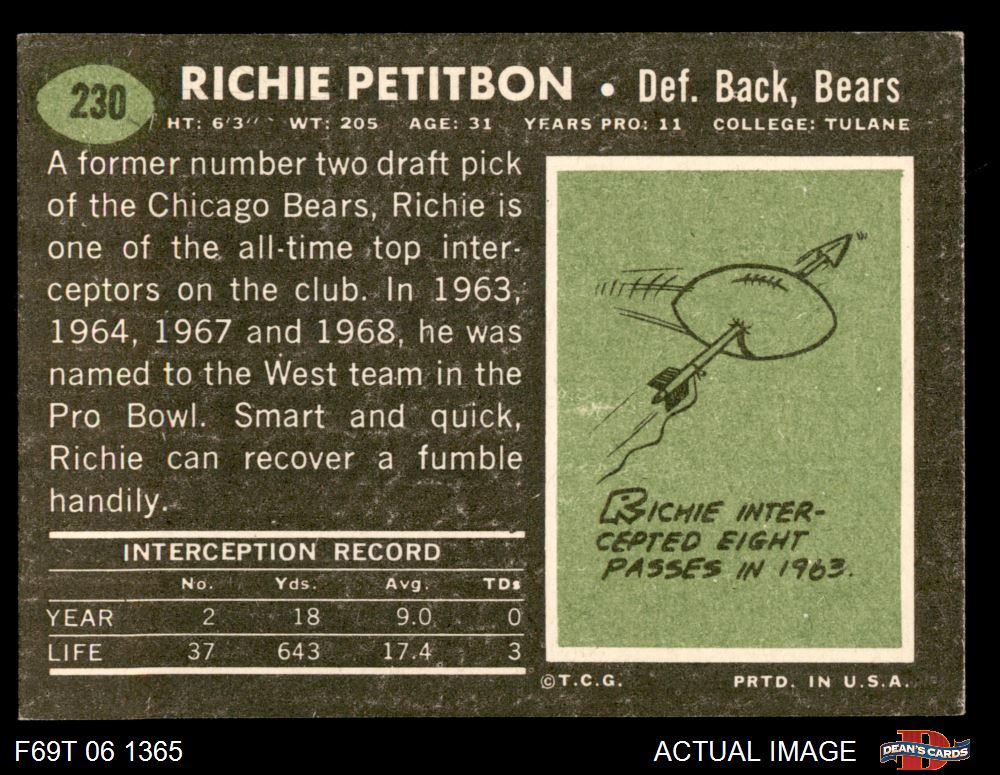 230
RICHIE PETITBON • Def. Back, Bears
HT: 6'3" WT: 205 AGE: 31 YEARS PRO: 11 COLLEGE: TULANE
A former number two draft pick
of the Chicago Bears, Richie is
one of the all-time top inter-
ceptors on the club. In 1963,
1964, 1967 and 1968, he was
named to the West team in the
Pro Bowl. Smart and quick,
Richie can recover a fumble
handily.
INTERCEPTION RECORD
No. Yds. Avg. TDs
YEAR 2 18 9.0 0
LIFE 37 643 17.4 3
RICHIE INTER-
CEPTED EIGHT
PASSES IN 1963.
©T.C.G. PRTD. IN U.S.A.
F69T 06 1365 ACTUAL IMAGE DEAN'S CARDS